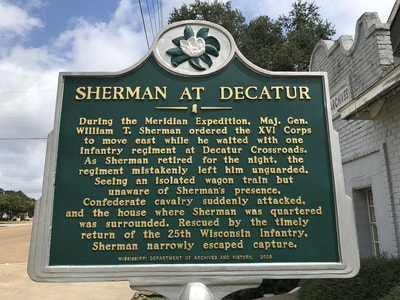 SHERMAN AT DECATUR
During the Meridian Expedition, Maj. Gen.
William T. Sherman ordered the XVI Corps
to move east while he waited with one
infantry regiment at Decatur Crossroads.
As Sherman retired for the night, the
regiment mistakenly left him unguarded.
Seeing an isolated wagon train but
unaware of Sherman's presence,
Confederate cavalry suddenly attacked,
and the house where Sherman was quartered
was surrounded. Rescued by the timely
return of the 25th Wisconsin Infantry,
Sherman narrowly escaped capture.
MISSISSIPPI DEPARTMENT OF ARCHIVES AND HISTORY, 2009
ARCHIVES